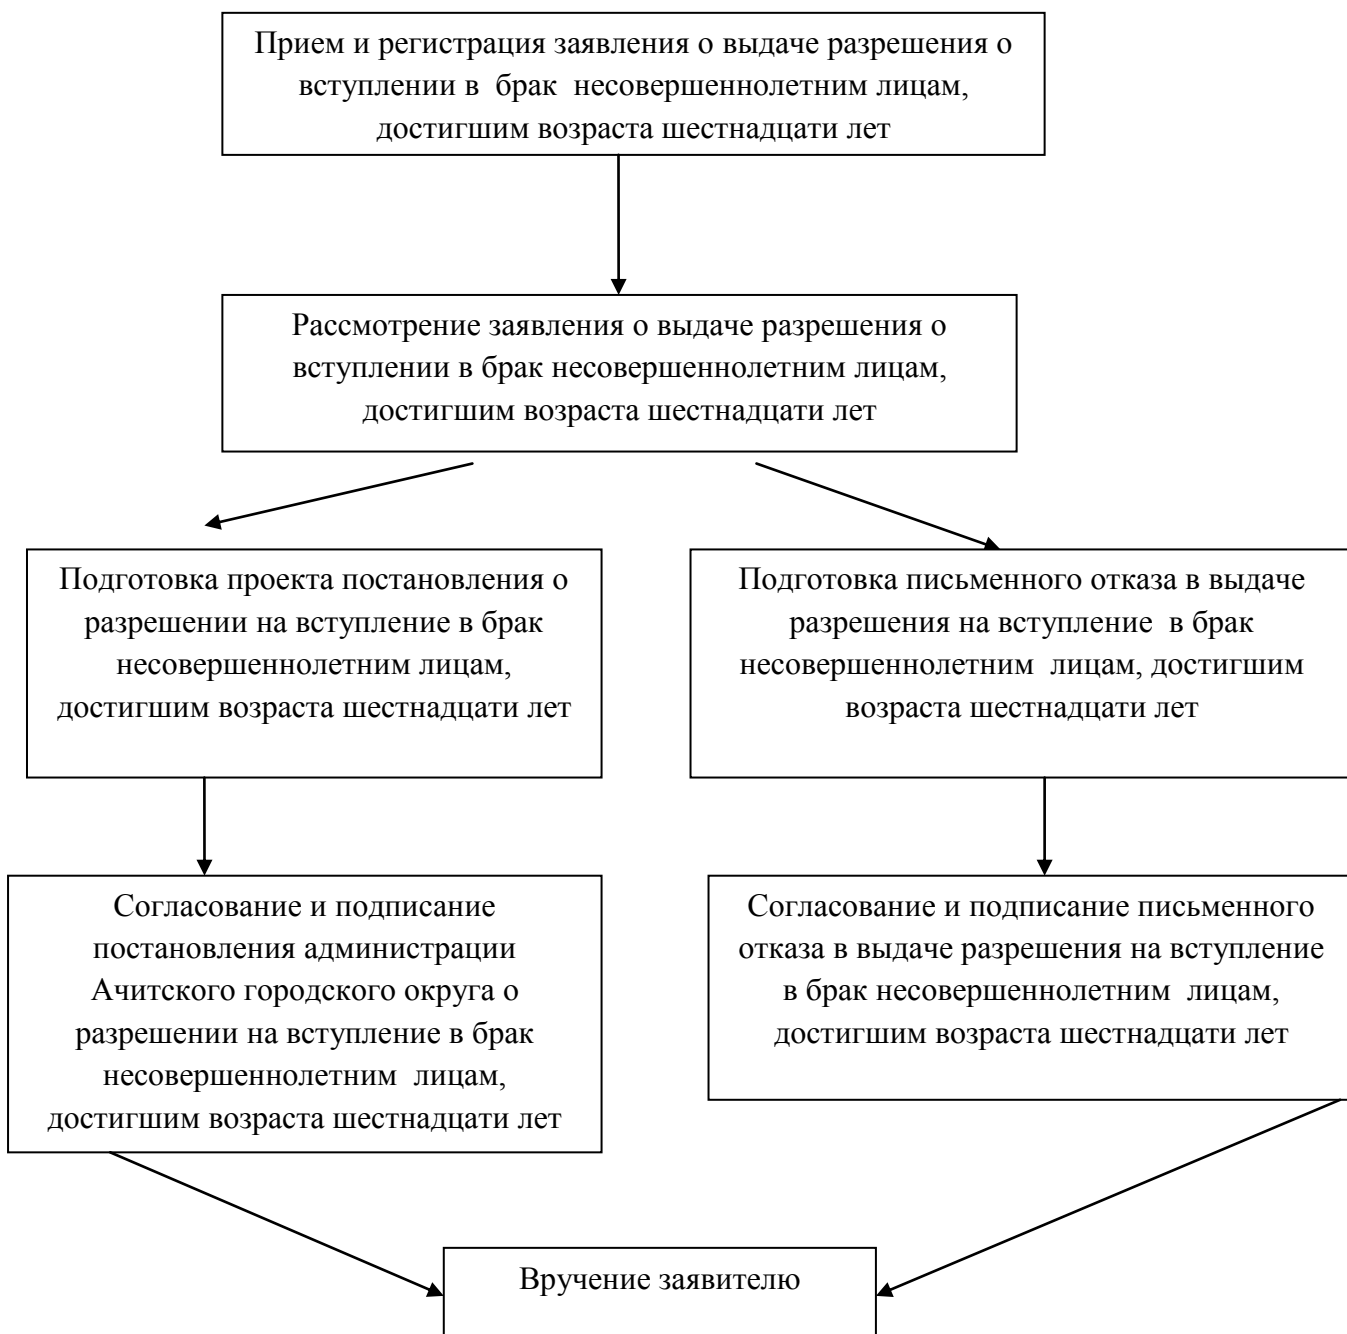 Прием и регистрация заявления о выдаче разрешения о
вступлении в  брак  несовершеннолетним лицам,
достигшим возраста шестнадцати лет
Рассмотрение заявления о выдаче разрешения о
вступлении в брак несовершеннолетним лицам,
достигшим возраста шестнадцати лет
Подготовка проекта постановления о
разрешении на вступление в брак
несовершеннолетним лицам,
достигшим возраста шестнадцати лет
Подготовка письменного отказа в выдаче
разрешения на вступление  в брак
несовершеннолетним  лицам, достигшим
возраста шестнадцати лет
Согласование и подписание
постановления администрации
Ачитского городского округа о
разрешении на вступление в брак
несовершеннолетним  лицам,
достигшим возраста шестнадцати лет
Согласование и подписание письменного
отказа в выдаче разрешения на вступление
в брак несовершеннолетним  лицам,
достигшим возраста шестнадцати лет
Вручение заявителю